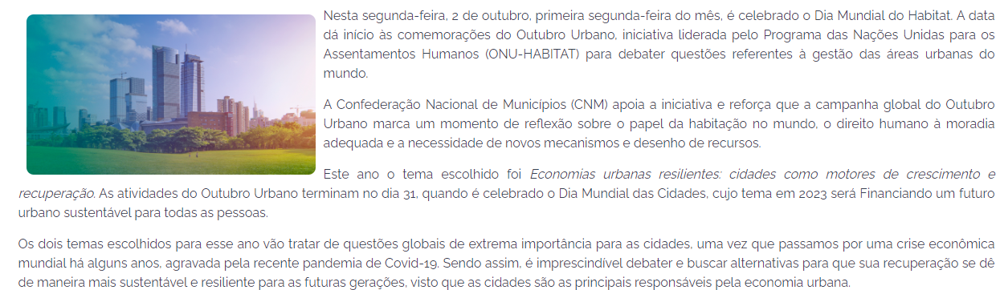 Nesta segunda-feira, 2 de outubro, primeira segunda-feira do mês, é celebrado o Dia Mundial do Habitat. A data
dá início às comemorações do Outubro Urbano, iniciativa liderada pelo Programa das Nações Unidas para os
Assentamentos Humanos (ONU-HABITAT) para debater questões referentes à gestão das áreas urbanas do
mundo.
A Confederação Nacional de Municípios (CNM) apoia a iniciativa e reforça que a campanha global do Outubro
Urbano marca um momento de reflexão sobre o papel da habitação no mundo, o direito humano à moradia
adequada e a necessidade de novos mecanismos e desenho de recursos.
Este ano o tema escolhido foi Economias urbanas resilientes: cidades como motores de crescimento e
recuperação. As atividades do Outubro Urbano terminam no dia 31, quando é celebrado o Dia Mundial das Cidades, cujo tema em 2023 será Financiando um futuro
urbano sustentável para todas as pessoas.
Os dois temas escolhidos para esse ano vão tratar de questões globais de extrema importância para as cidades, uma vez que passamos por uma crise econômica
mundial há alguns anos, agravada pela recente pandemia de Covid-19. Sendo assim, é imprescindível debater e buscar alternativas para que sua recuperação se dê
de maneira mais sustentável e resiliente para as futuras gerações, visto que as cidades são as principais responsáveis pela economia urbana.